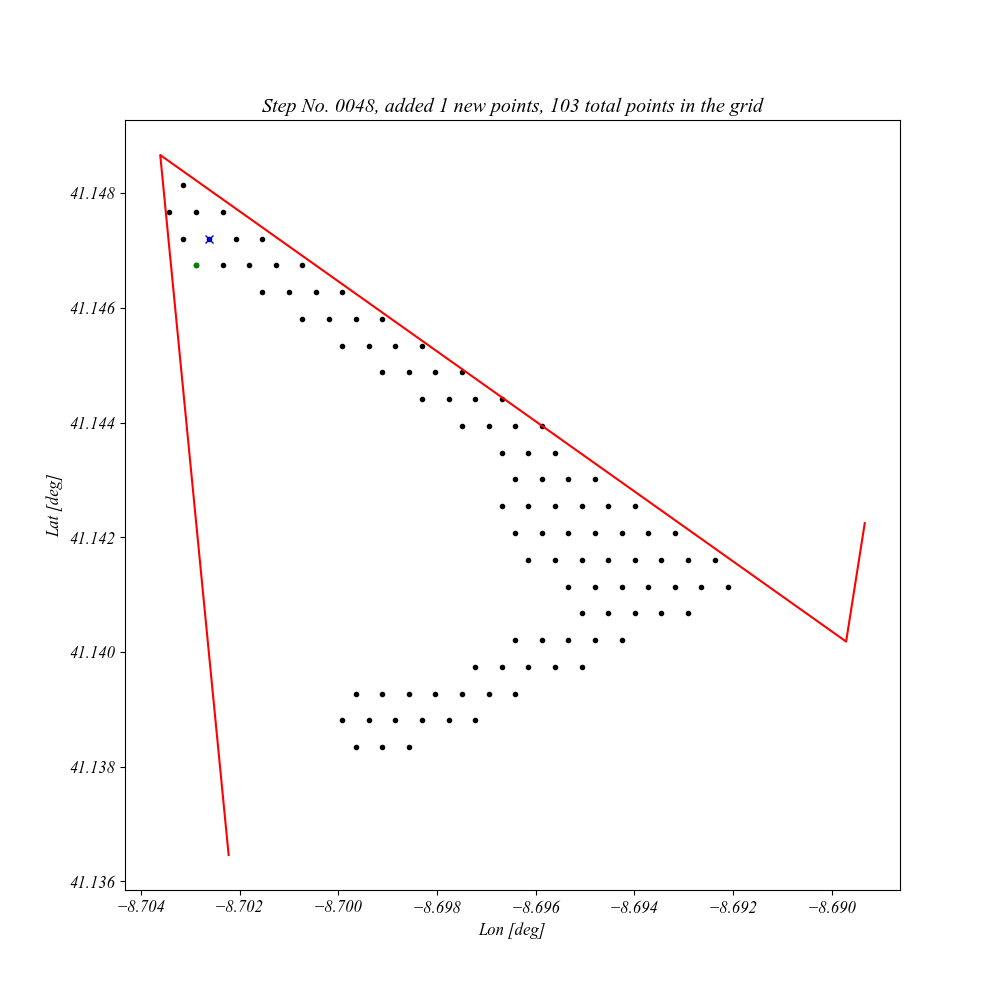 Step No. 0048, added 1 new points, 103 total points in the grid
41.148
41.146
41.144
41.142
41.140
41.138
41.136
Lat [deg]
−8.704 −8.702 −8.700 −8.698 −8.696 −8.694 −8.692 −8.690
Lon [deg]